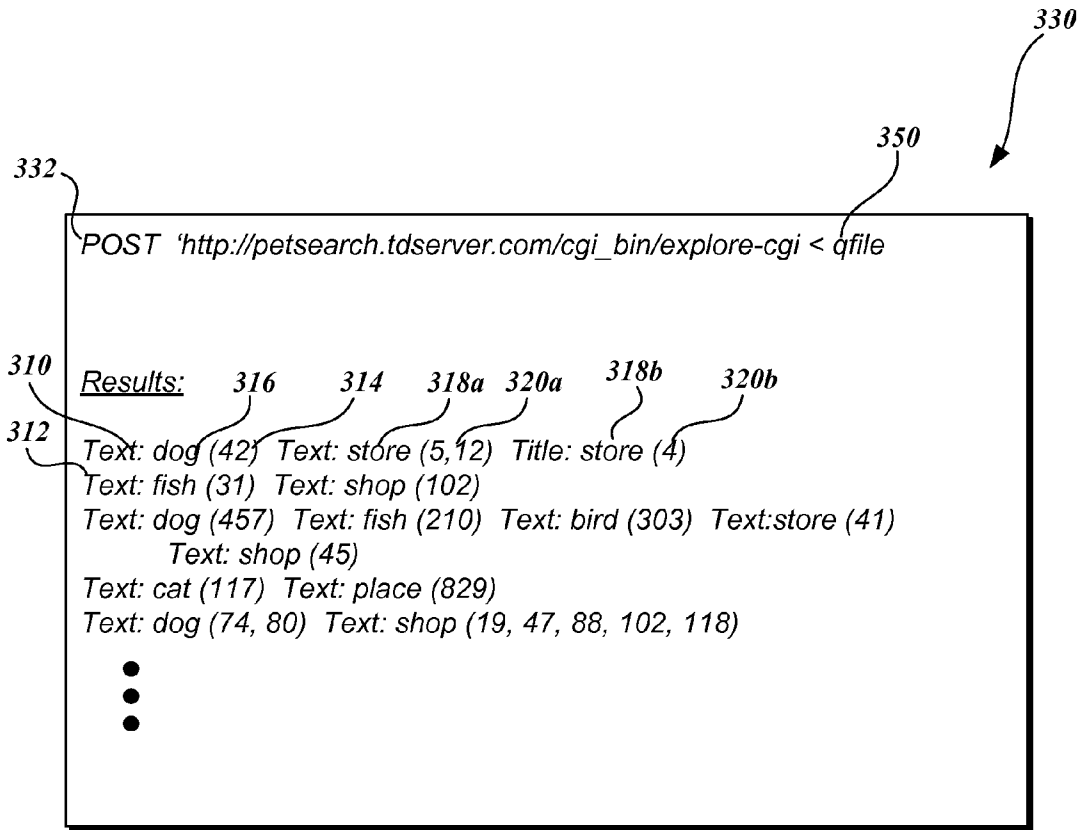 330
350
332
POST ‘http://petsearch.tdserver.com/cgi_bin/explore-cgi < qfile
310
Results: 316 314 318a 320a 318b 320b
312
Text: dog (42) Text: store (5,12) Title: store (4)
Text: fish (31) Text: shop (102)
Text: dog (457) Text: fish (210) Text: bird (303) Text:store (41)
Text: shop (45)
Text: cat (117) Text: place (829)
Text: dog (74, 80) Text: shop (19, 47, 88, 102, 118)